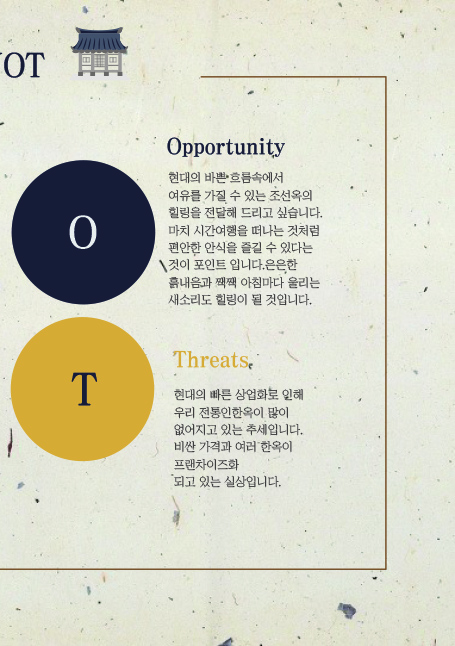 OT
Opportunity
현대의 바쁜 흐름속에서
여유를 가질 수 있는 조선옥의
힐링을 전달해 드리고 싶습니다.
마치 시간여행을 떠나는 것처럼
편안한 안식을 즐길 수 있다는
것이 포인트 입니다.은은한
흙내음과 짹짹 아침마다 울리는
새소리도 힐링이 될 것입니다.
O
Threats
현대의 빠른 상업화로 인해
우리 전통인한옥이 많이
없어지고 있는 추세입니다.
비싼 가격과 여러 한옥이
프랜차이즈화
되고 있는 실상입니다.
T